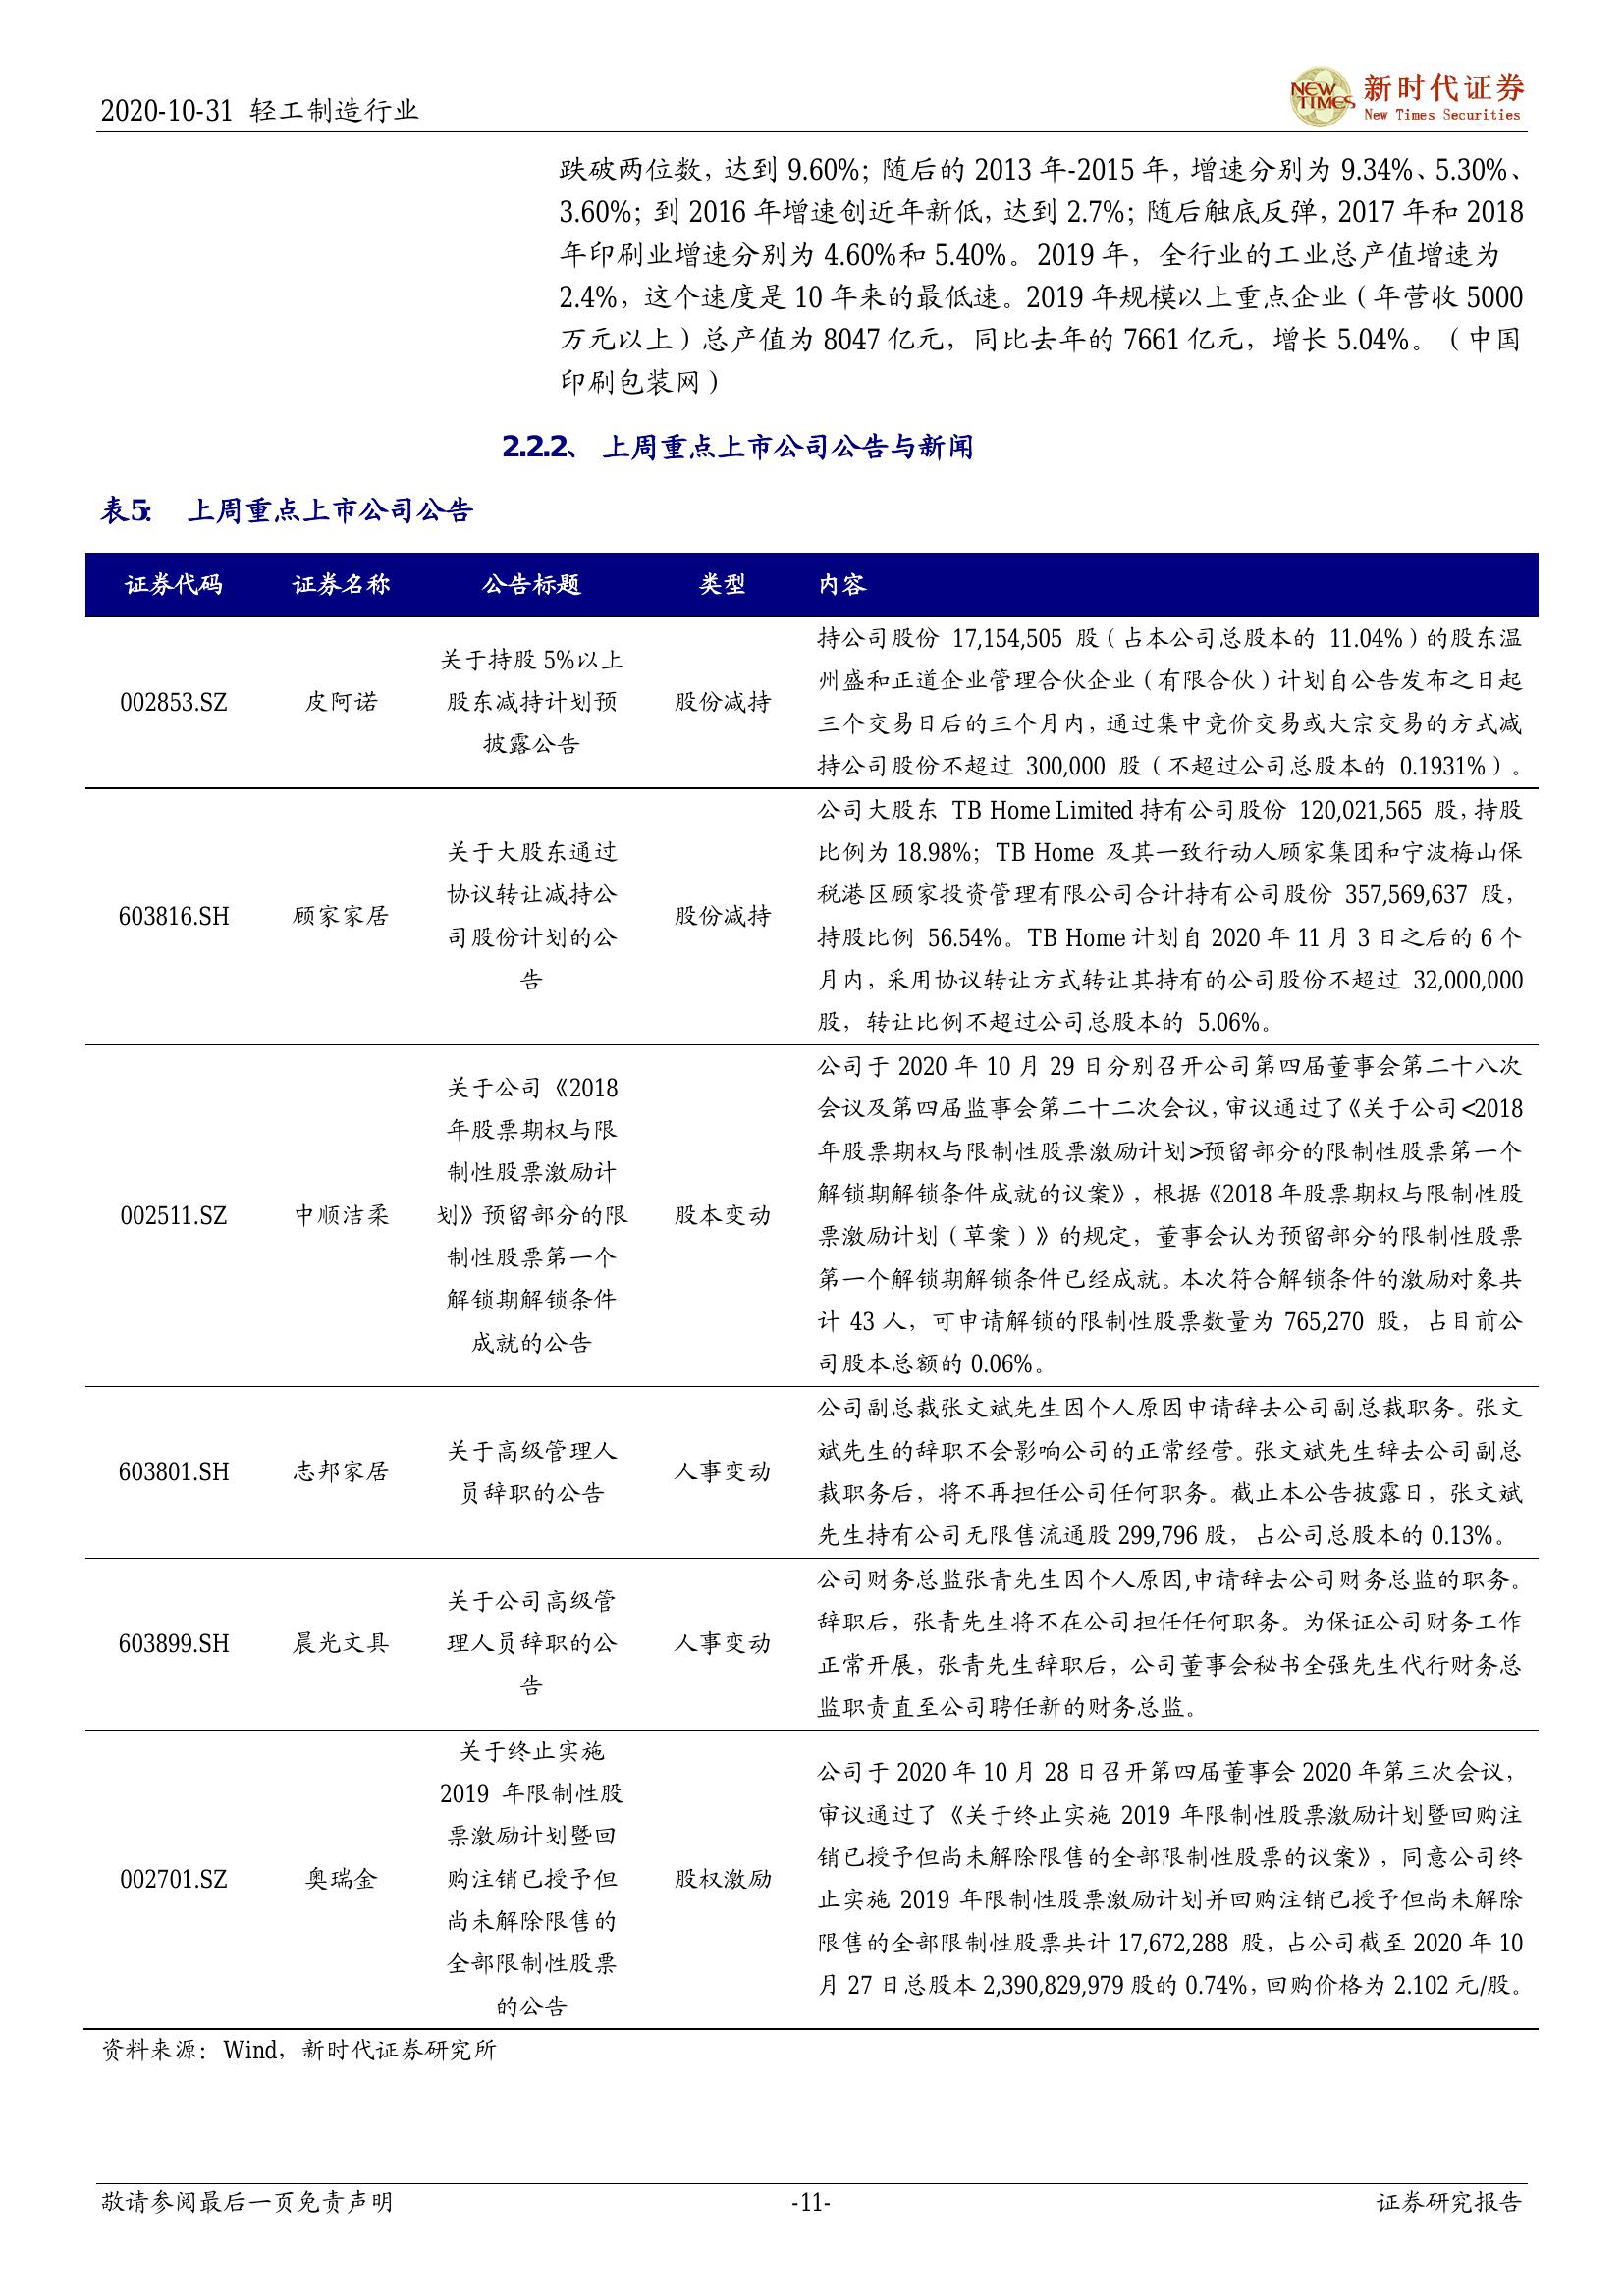 2020-10-31 轻工制造行业
NEW TIMES
新时代证券
New Times Securities
跌破两位数，达到 9.60%；随后的 2013 年-2015 年，增速分别为 9.34%、5.30%、
3.60%；到 2016 年增速创近年新低，达到 2.7%；随后触底反弹，2017 年和 2018
年印刷业增速分别为 4.60%和 5.40%。2019 年，全行业的工业总产值增速为
2.4%，这个速度是 10 年来的最低速。2019 年规模以上重点企业（年营收 5000
万元以上）总产值为 8047 亿元，同比去年的 7661 亿元，增长 5.04%。（中国
印刷包装网）
2.2.2、 上周重点上市公司公告与新闻
表5： 上周重点上市公司公告
证券代码 证券名称 公告标题 类型 内容
002853.SZ
皮阿诺
关于持股 5%以上
股东减持计划预
披露公告
股份减持
持公司股份 17,154,505 股（占本公司总股本的 11.04%）的股东温
州盛和正道企业管理合伙企业（有限合伙）计划自公告发布之日起
三个交易日后的三个月内，通过集中竞价交易或大宗交易的方式减
持公司股份不超过 300,000 股（不超过公司总股本的 0.1931%）。
603816.SH
顾家家居
关于大股东通过
协议转让减持公
司股份计划的公
告
股份减持
公司大股东 TB Home Limited 持有公司股份 120,021,565 股，持股
比例为 18.98%；TB Home 及其一致行动人顾家集团和宁波梅山保
税港区顾家投资管理有限公司合计持有公司股份 357,569,637 股，
持股比例 56.54%。TB Home 计划自 2020 年 11 月 3 日之后的 6 个
月内，采用协议转让方式转让其持有的公司股份不超过 32,000,000
股，转让比例不超过公司总股本的 5.06%。
002511.SZ
中顺洁柔
关于公司《2018
年股票期权与限
制性股票激励计
划》预留部分的限
制性股票第一个
解锁期解锁条件
成就的公告
股本变动
公司于 2020 年 10 月 29 日分别召开公司第四届董事会第二十八次
会议及第四届监事会第二十二次会议，审议通过了《关于公司<2018
年股票期权与限制性股票激励计划>预留部分的限制性股票第一个
解锁期解锁条件成就的议案》，根据《2018 年股票期权与限制性股
票激励计划（草案）》的规定，董事会认为预留部分的限制性股票
第一个解锁期解锁条件已经成就。本次符合解锁条件的激励对象共
计 43 人，可申请解锁的限制性股票数量为 765,270 股，占目前公
司股本总额的 0.06%。
603801.SH
志邦家居
关于高级管理人
员辞职的公告
人事变动
公司副总裁张文斌先生因个人原因申请辞去公司副总裁职务。张文
斌先生的辞职不会影响公司的正常经营。张文斌先生辞去公司副总
裁职务后，将不再担任公司任何职务。截止本公告披露日，张文斌
先生持有公司无限售流通股 299,796 股，占公司总股本的 0.13%。
603899.SH
晨光文具
关于公司高级管
理人员辞职的公
告
人事变动
公司财务总监张青先生因个人原因,申请辞去公司财务总监的职务。
辞职后，张青先生将不在公司担任任何职务。为保证公司财务工作
正常开展，张青先生辞职后，公司董事会秘书全强先生代行财务总
监职责直至公司聘任新的财务总监。
002701.SZ
奥瑞金
关于终止实施
2019 年限制性股
票激励计划暨回
购注销已授予但
尚未解除限售的
全部限制性股票
的公告
股权激励
公司于 2020 年 10 月 28 日召开第四届董事会 2020 年第三次会议，
审议通过了《关于终止实施 2019 年限制性股票激励计划暨回购注
销已授予但尚未解除限售的全部限制性股票的议案》，同意公司终
止实施 2019 年限制性股票激励计划并回购注销已授予但尚未解除
限售的全部限制性股票共计 17,672,288 股，占公司截至 2020 年 10
月 27 日总股本 2,390,829,979 股的 0.74%，回购价格为 2.102 元/股。
资料来源：Wind，新时代证券研究所
敬请参阅最后一页免责声明 -11- 证券研究报告